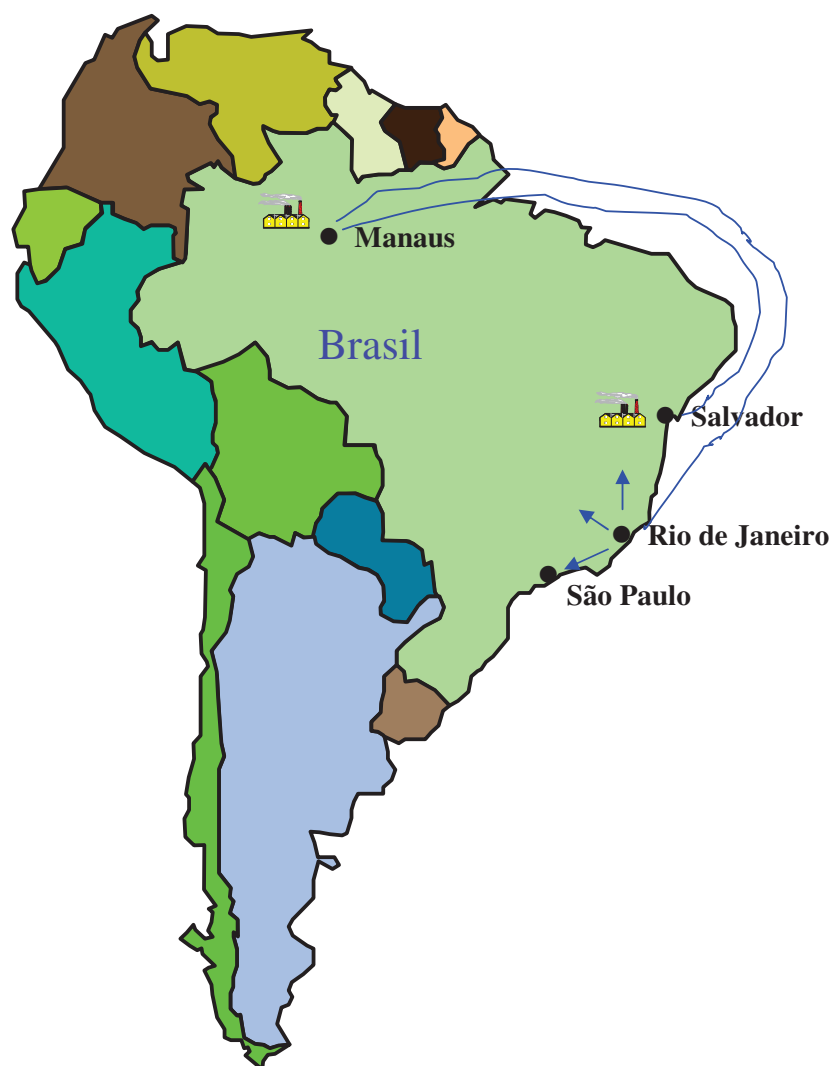 Manaus
Brasil
Salvador
Rio de Janeiro
São Paulo